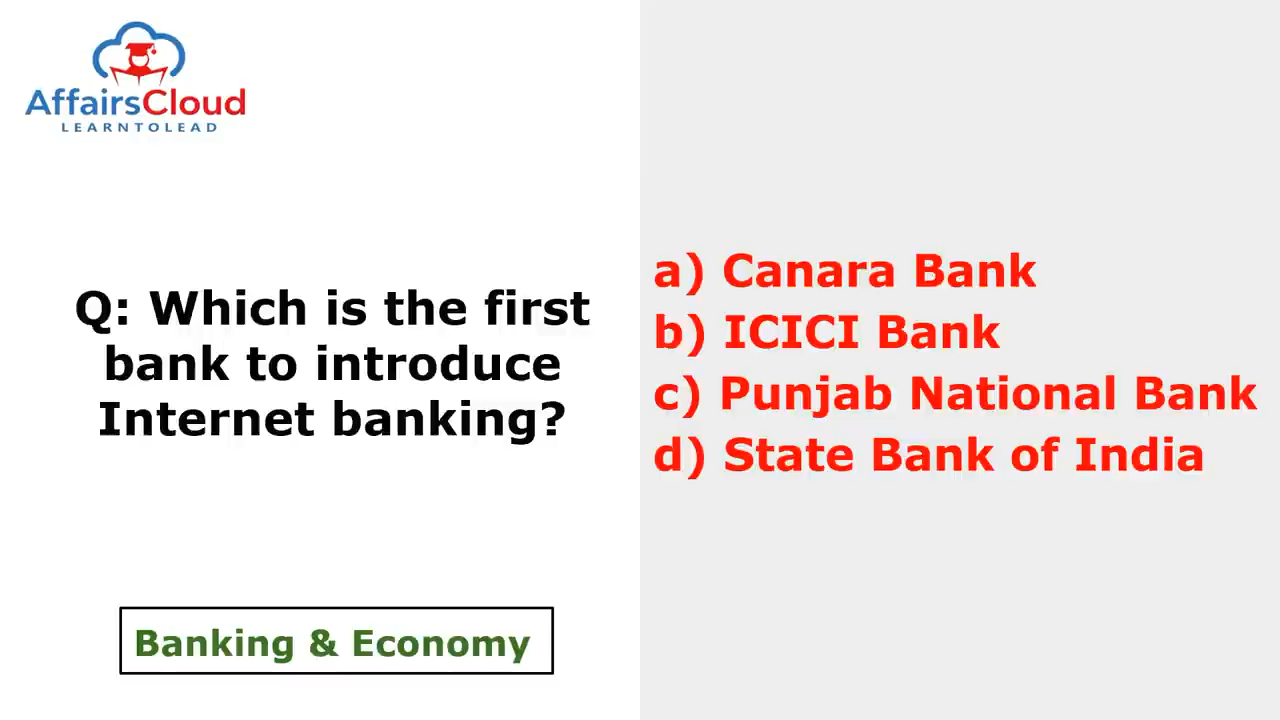 AffairsCloud
LEARNTOLEAD
Q: Which is the first
bank to introduce
Internet banking?
a) Canara Bank
b) ICICI Bank
c) Punjab National Bank
d) State Bank of India
Banking & Economy